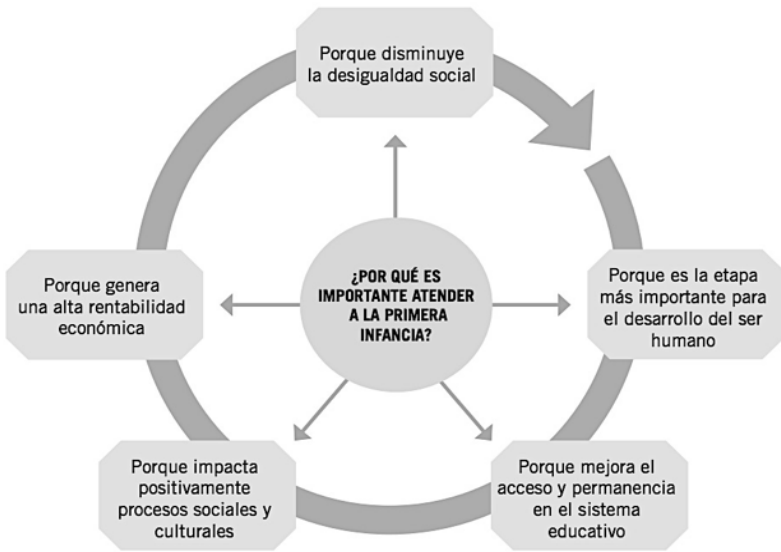 Porque disminuye
la desigualdad social
Porque genera
una alta rentabilidad
económica
¿POR QUÉ ES
IMPORTANTE ATENDER
A LA PRIMERA
INFANCIA?
Porque es la etapa
más importante para
el desarrollo del ser
humano
Porque impacta
positivamente
procesos sociales y
culturales
Porque mejora el
acceso y permanencia
en el sistema
educativo